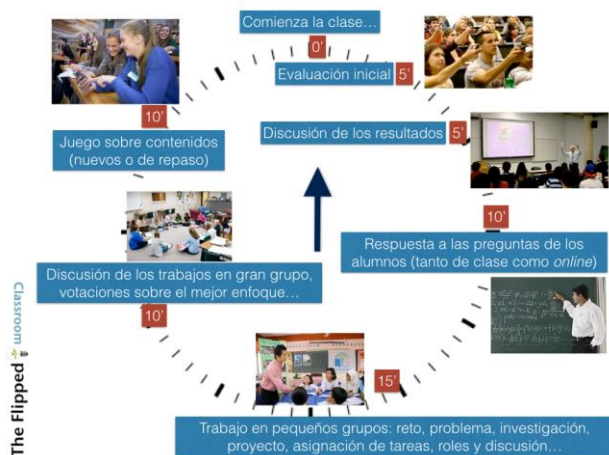 Comienza la clase…
0'
Evaluación inicial
5'
Discusión de los resultados
5'
10'
Respuesta a las preguntas de los
alumnos (tanto de clase como online)
15'
Trabajo en pequeños grupos: reto, problema, investigación,
proyecto, asignación de tareas, roles y discusión…
Discusión de los trabajos en gran grupo,
votaciones sobre el mejor enfoque…
10'
10'
Juego sobre contenidos
(nuevos o de repaso)
The Flipped
Classroom